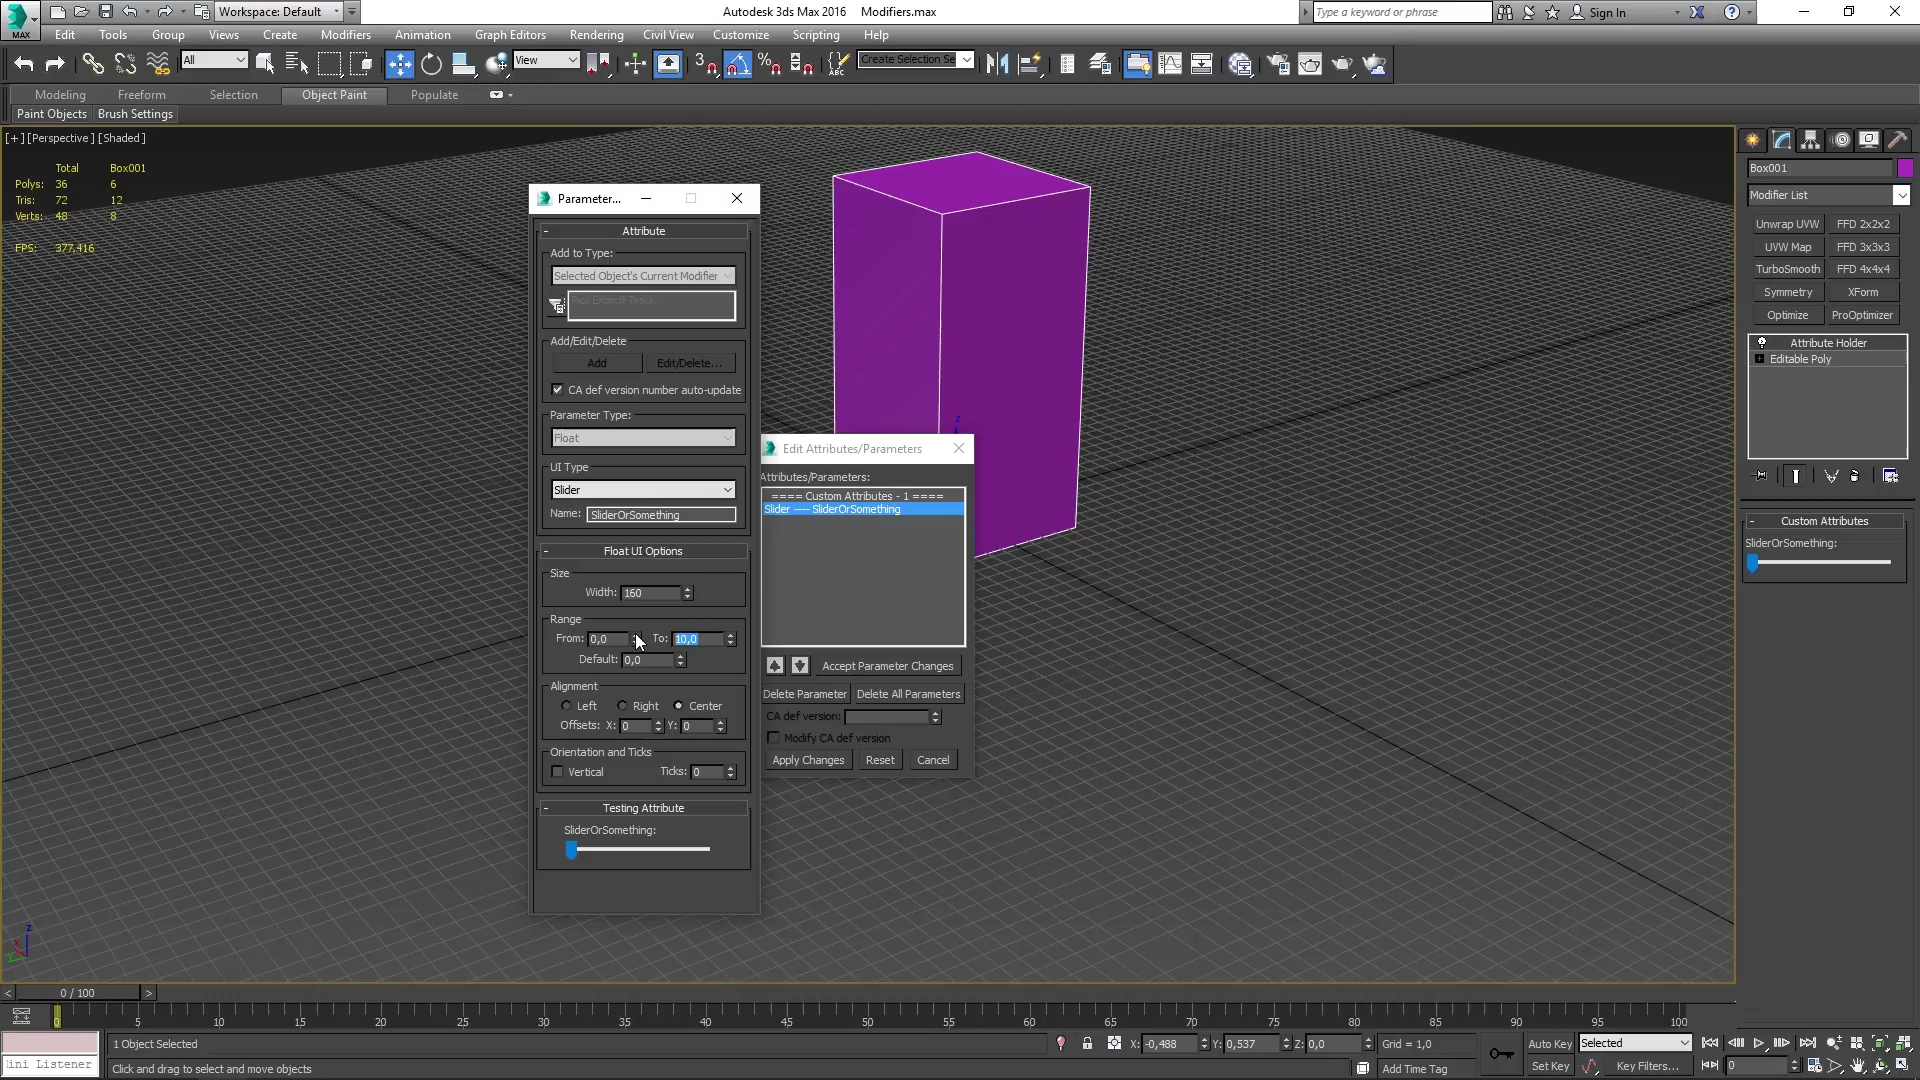 Workspace: Default
Autodesk 3ds Max 2016 Modifiers.max
Type a keyword or phrase
Sign In
MAX
Edit Tools Group Views Create Modifiers Animation Graph Editors Rendering Civil View Customize Scripting Help
All
View
3
ABC
Create Selection Se
Modeling Freeform Selection Object Paint Populate
Paint Objects Brush Settings
[+] [Perspective] [Shaded]
Total Box001
Polys: 36 6
Tris: 72 12
Verts: 48 8
FPS: 377,416
Parameter...
Attribute
Add to Type:
Selected Object's Current Modifier
Add/Edit/Delete
Add Edit/Delete...
CA def version number auto-update
Parameter Type:
Float
UI Type
Slider
Name: SliderOrSomething
Float UI Options
Size
Width: 160
Range
From: 0,0 To: 10,0
Default: 0,0
Alignment
Left Right Center
Offsets: X: 0 Y: 0
Orientation and Ticks
Vertical Ticks: 0
Testing Attribute
SliderOrSomething:
Edit Attributes/Parameters
Attributes/Parameters:
==== Custom Attributes - 1 ====
Slider ---- SliderOrSomething
Accept Parameter Changes
Delete Parameter Delete All Parameters
CA def version:
Modify CA def version
Apply Changes Reset Cancel
z
Box001
Modifier List
Unwrap UVW FFD 2x2x2
UVW Map FFD 3x3x3
TurboSmooth FFD 4x4x4
Symmetry XForm
Optimize ProOptimizer
Attribute Holder
Editable Poly
Custom Attributes
SliderOrSomething:
z
x
y
< 0 / 100 >
5 10 15 20 25 30 35 40 45 50 55 60 65 70 75 80 85 90 95 100
1 Object Selected
X: -0,488 Y: 0,537 Z: 0,0
Grid = 1,0
Auto Key Selected
ini Listener
Click and drag to select and move objects
Add Time Tag
Set Key Key Filters...
0